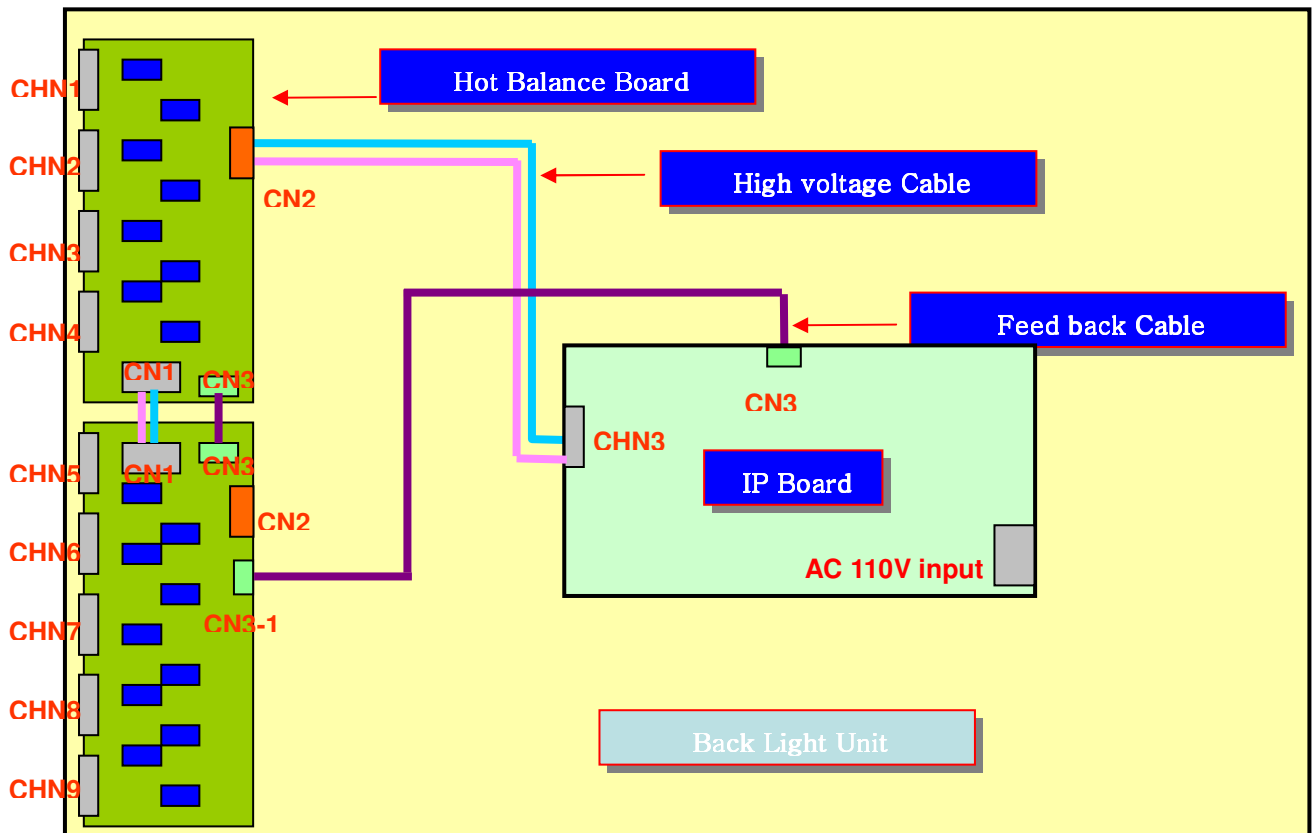 CHN1
Hot Balance Board
CHN2
High voltage Cable
CN2
CHN3
CHN4
Feed back Cable
CN1
CN3
CN3
CHN3
CHN5
CN1
CN3
IP Board
CN2
CHN6
AC 110V input
CN3-1
CHN7
CHN8
Back Light Unit
CHN9